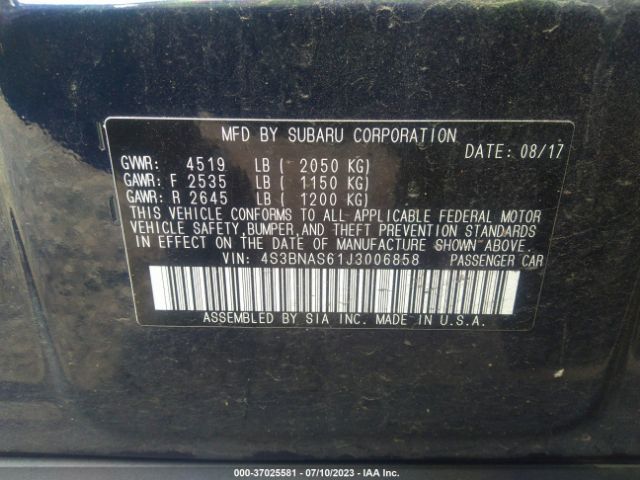 MFD BY SUBARU CORPORATION
DATE: 08/17
GVWR: 4519 LB ( 2050 KG)
GAWR: F 2535 LB ( 1150 KG)
GAWR: R 2645 LB ( 1200 KG)
THIS VEHICLE CONFORMS TO ALL APPLICABLE FEDERAL MOTOR
VEHICLE SAFETY, BUMPER, AND THEFT PREVENTION STANDARDS
IN EFFECT ON THE DATE OF MANUFACTURE SHOWN ABOVE.
VIN: 4S3BNAS61J3006858 PASSENGER CAR
ASSEMBLED BY SIA INC. MADE IN U.S.A.
000-37025581 - 07/10/2023 - IAA Inc.